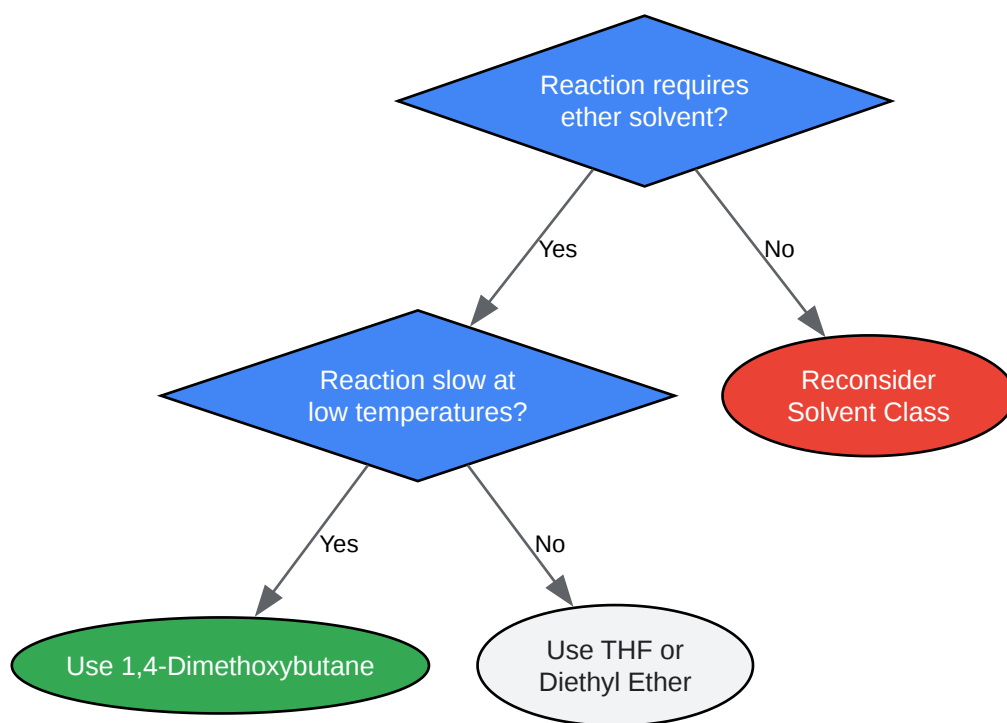 Reaction requires
ether solvent?
Yes
No
Reaction slow at
low temperatures?
Reconsider
Solvent Class
Yes
No
Use 1,4-Dimethoxybutane
Use THF or
Diethyl Ether